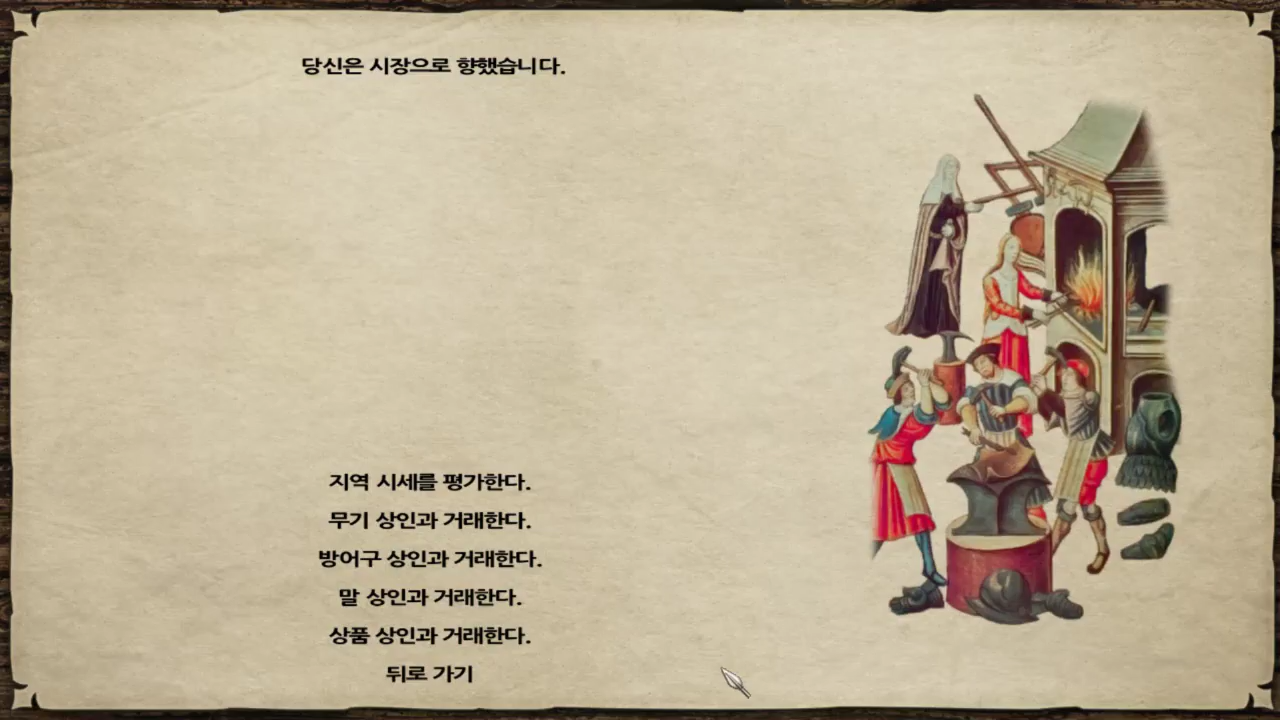 당신은 시장으로 향했습니다.
지역 시세를 평가한다.
무기 상인과 거래한다.
방어구 상인과 거래한다.
말 상인과 거래한다.
상품 상인과 거래한다.
뒤로 가기